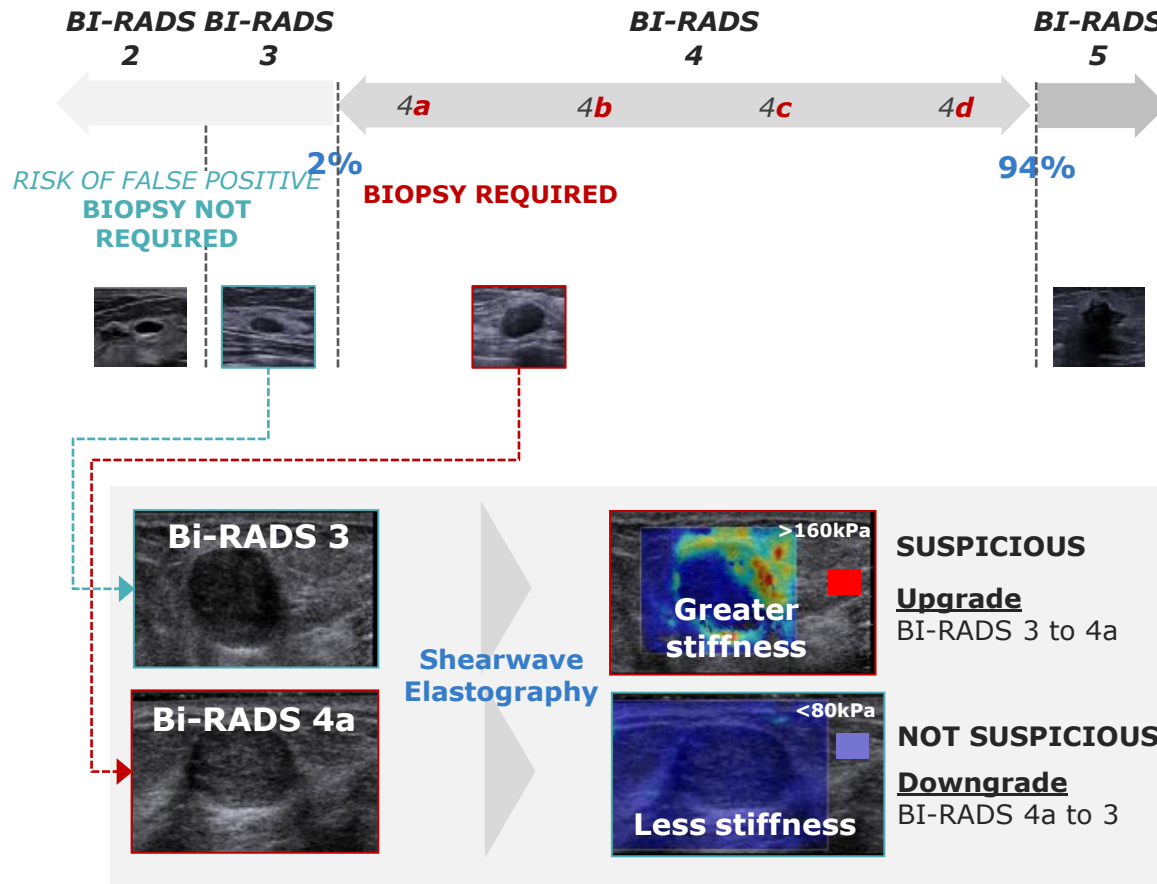 BI-RADS BI-RADS BI-RADS BI-RADS
2 3 4 5
4a 4b 4c 4d
2% 94%
RISK OF FALSE POSITIVE
BIOPSY NOT
REQUIRED
BIOPSY REQUIRED
Bi-RADS 3
>160kPa
Greater
stiffness
SUSPICIOUS
Upgrade
BI-RADS 3 to 4a
Shearwave
Elastography
Bi-RADS 4a
<80kPa
Less stiffness
NOT SUSPICIOUS
Downgrade
BI-RADS 4a to 3